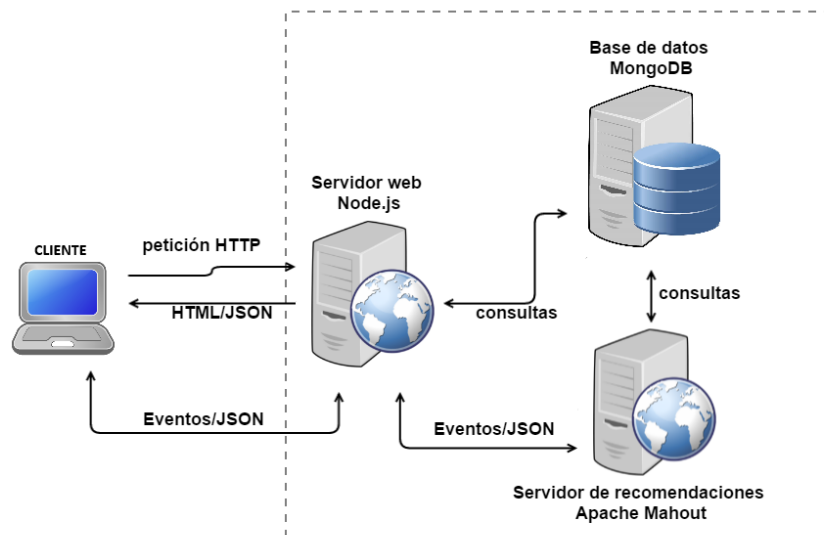 Base de datos
MongoDB
Servidor web
Node.js
CLIENTE
petición HTTP
HTML/JSON
consultas
consultas
Eventos/JSON
Eventos/JSON
Servidor de recomendaciones
Apache Mahout